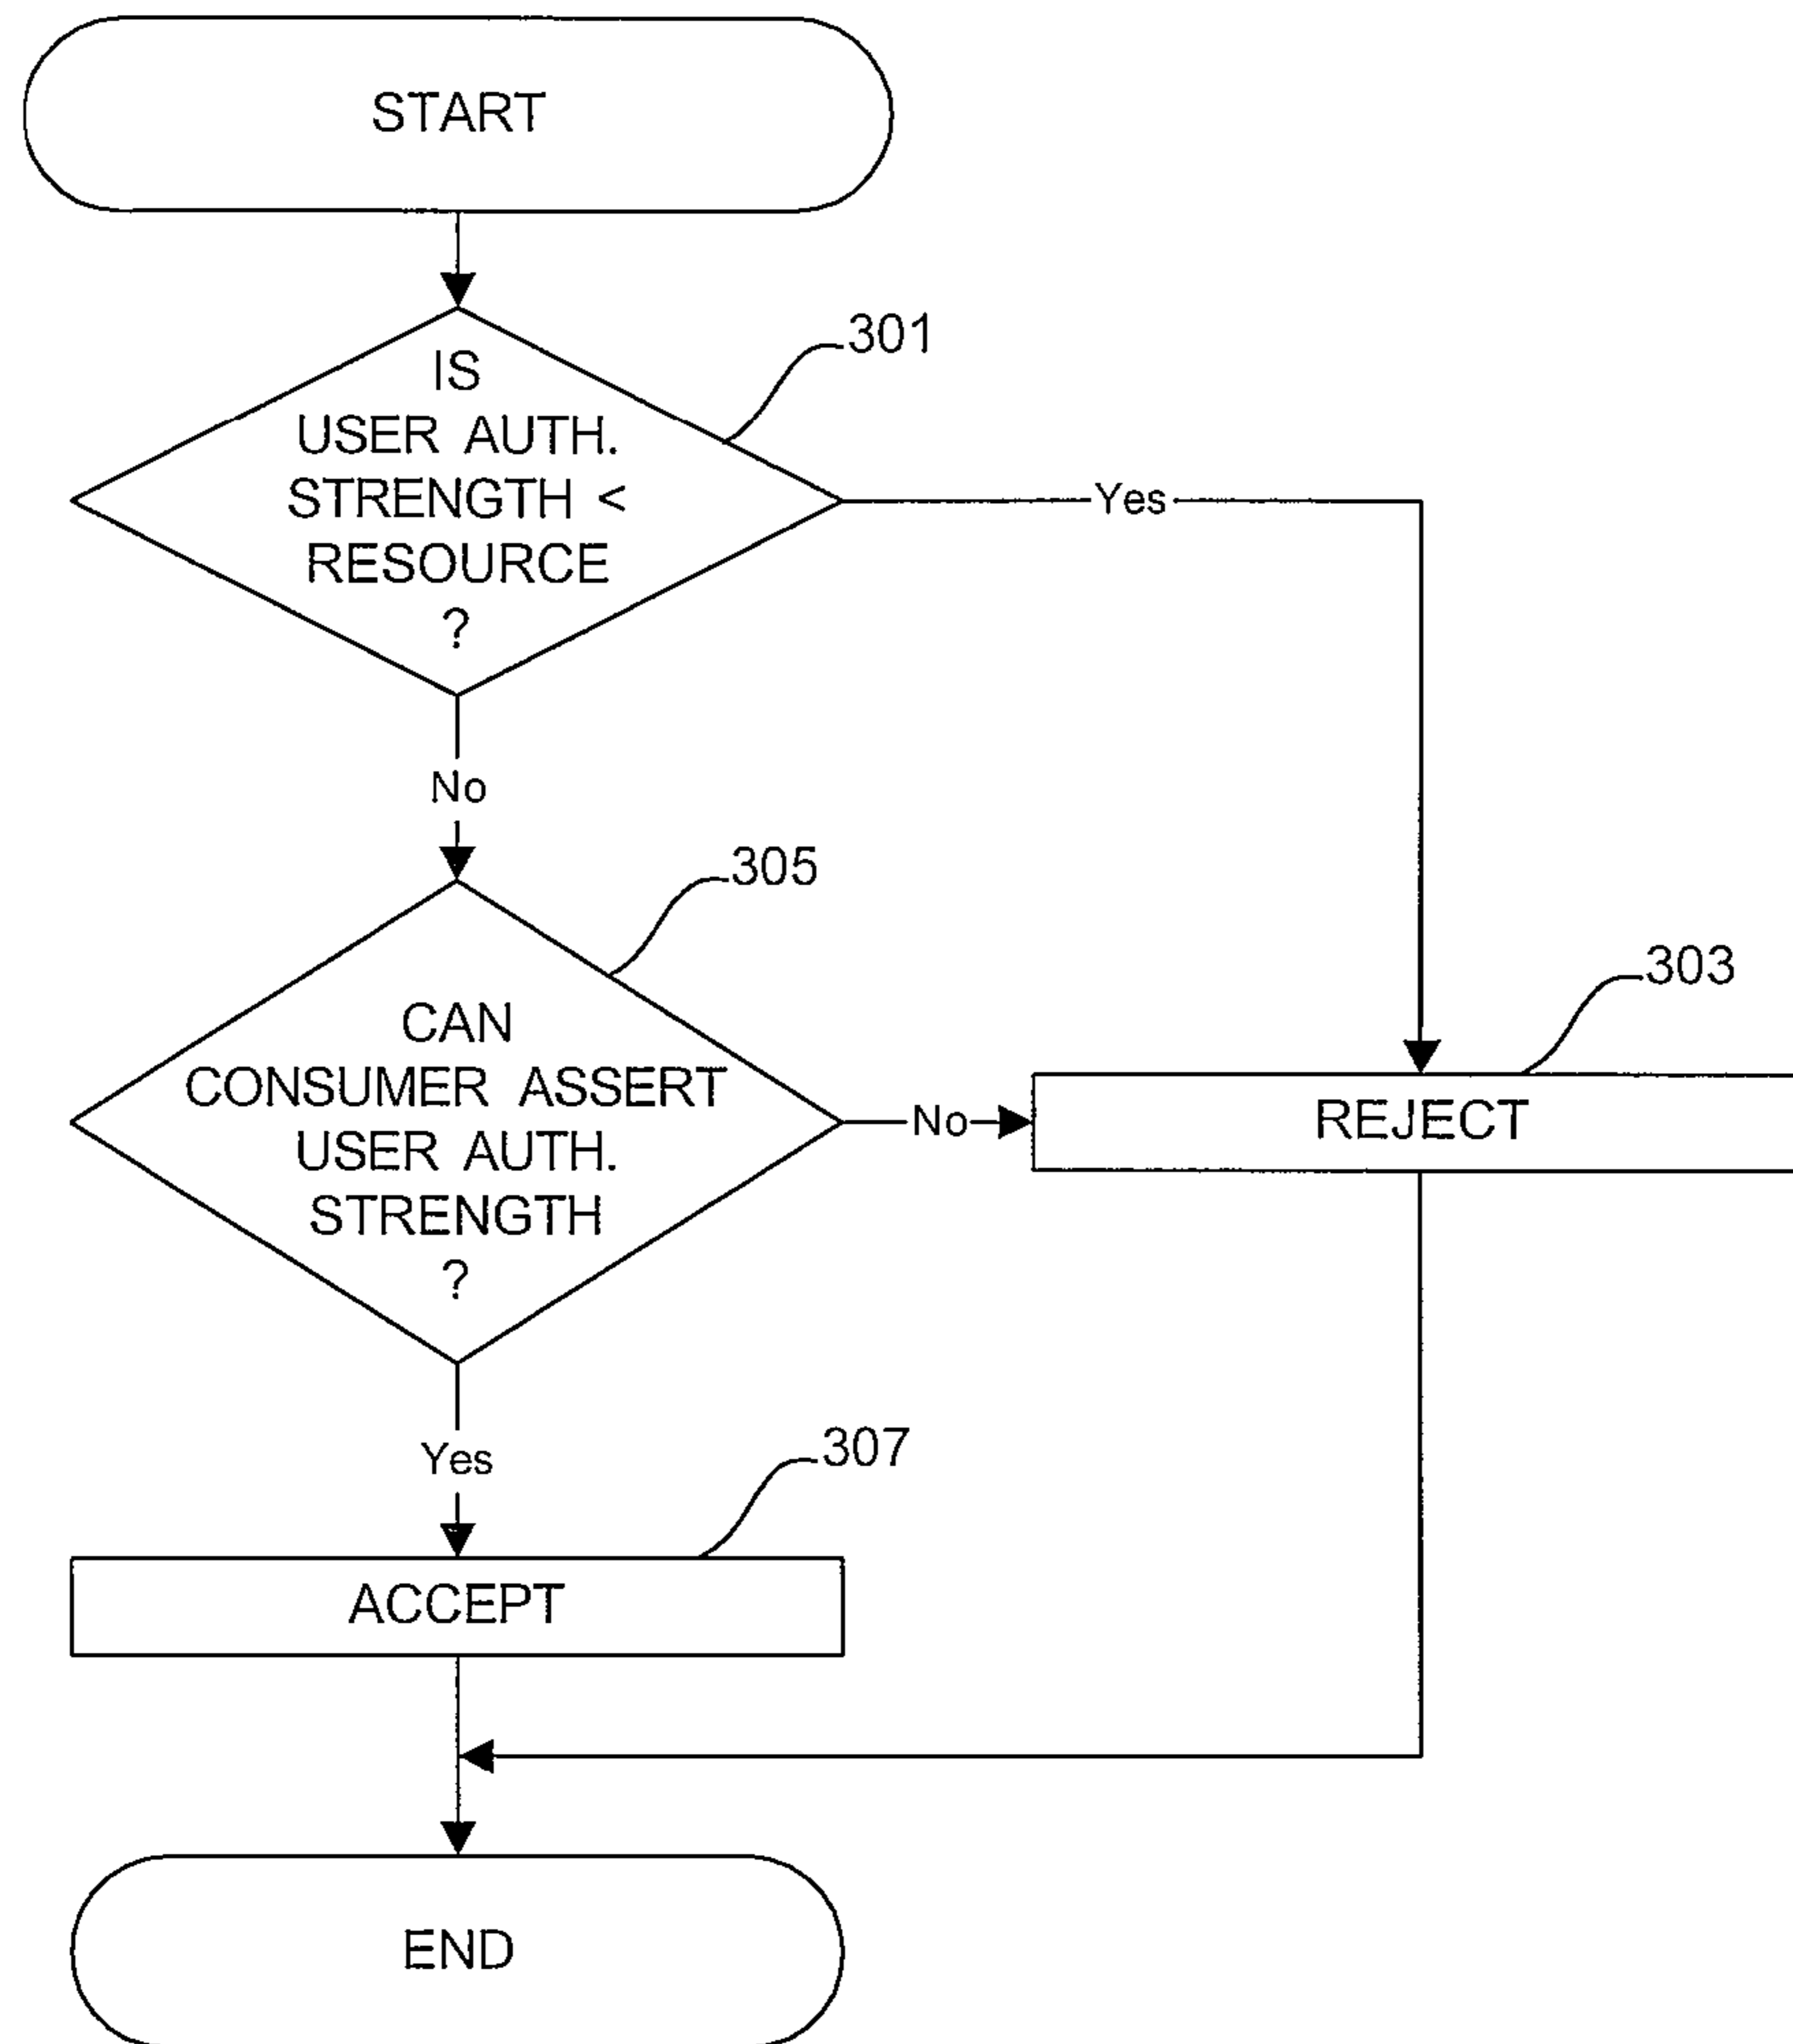 START
301
IS
USER AUTH.
STRENGTH <
RESOURCE
?
Yes
No
305
303
CAN
CONSUMER ASSERT
USER AUTH.
STRENGTH
?
No
REJECT
Yes
307
ACCEPT
END